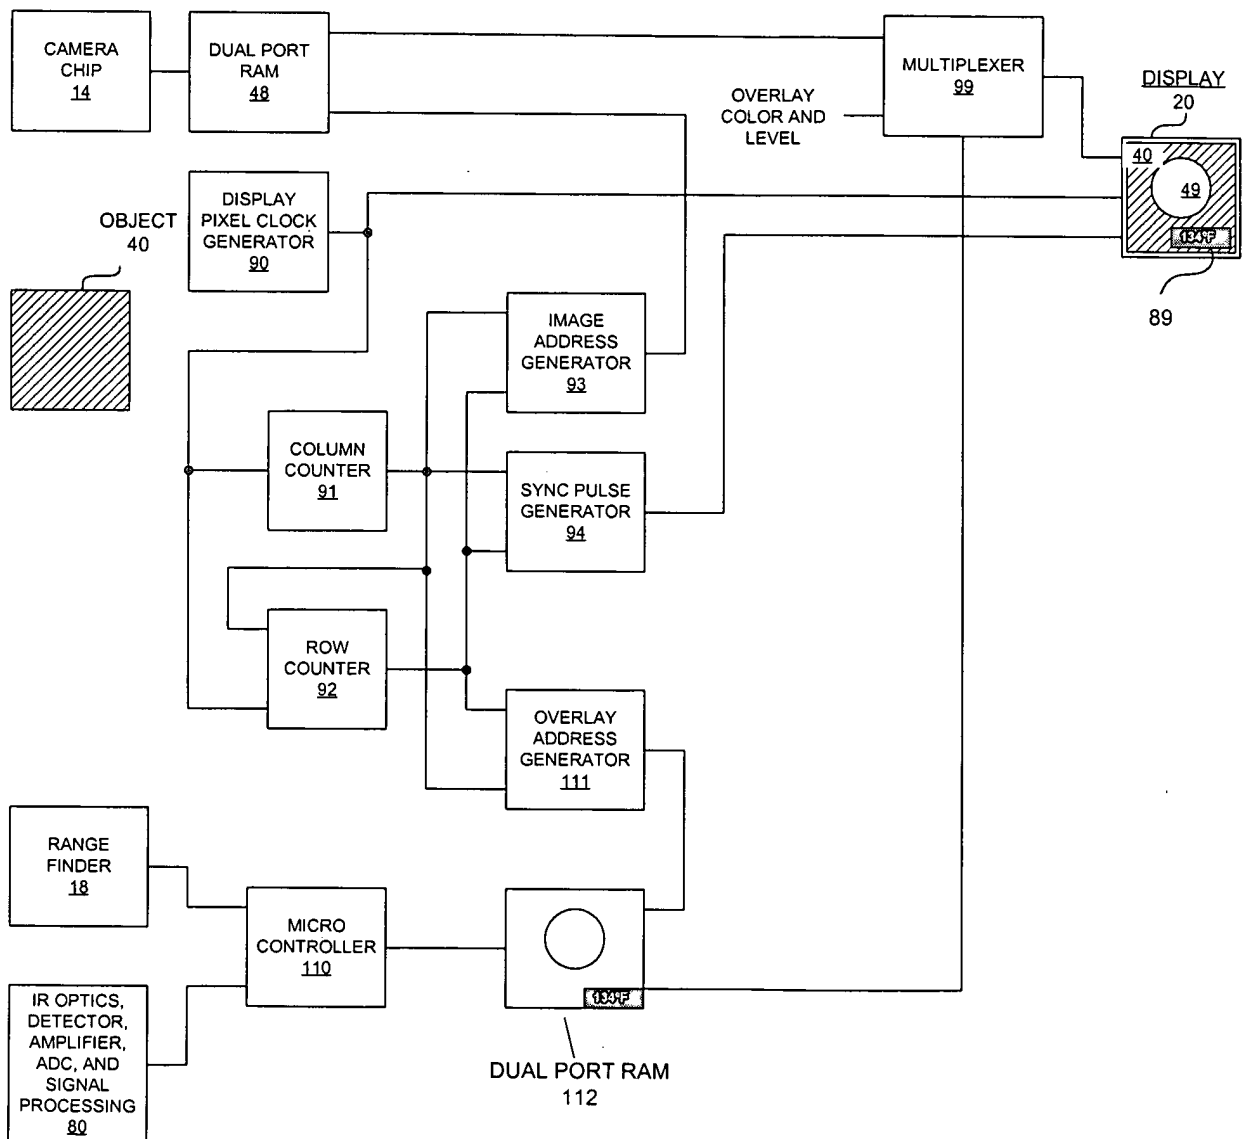 CAMERA
CHIP
14
DUAL PORT
RAM
48
MULTIPLEXER
99
OVERLAY
COLOR AND
LEVEL
DISPLAY
20
40
49
134°F
89
OBJECT
40
DISPLAY
PIXEL CLOCK
GENERATOR
90
IMAGE
ADDRESS
GENERATOR
93
COLUMN
COUNTER
91
SYNC PULSE
GENERATOR
94
ROW
COUNTER
92
OVERLAY
ADDRESS
GENERATOR
111
RANGE
FINDER
18
MICRO
CONTROLLER
110
134°F
IR OPTICS,
DETECTOR,
AMPLIFIER,
ADC, AND
SIGNAL
PROCESSING
80
DUAL PORT RAM
112